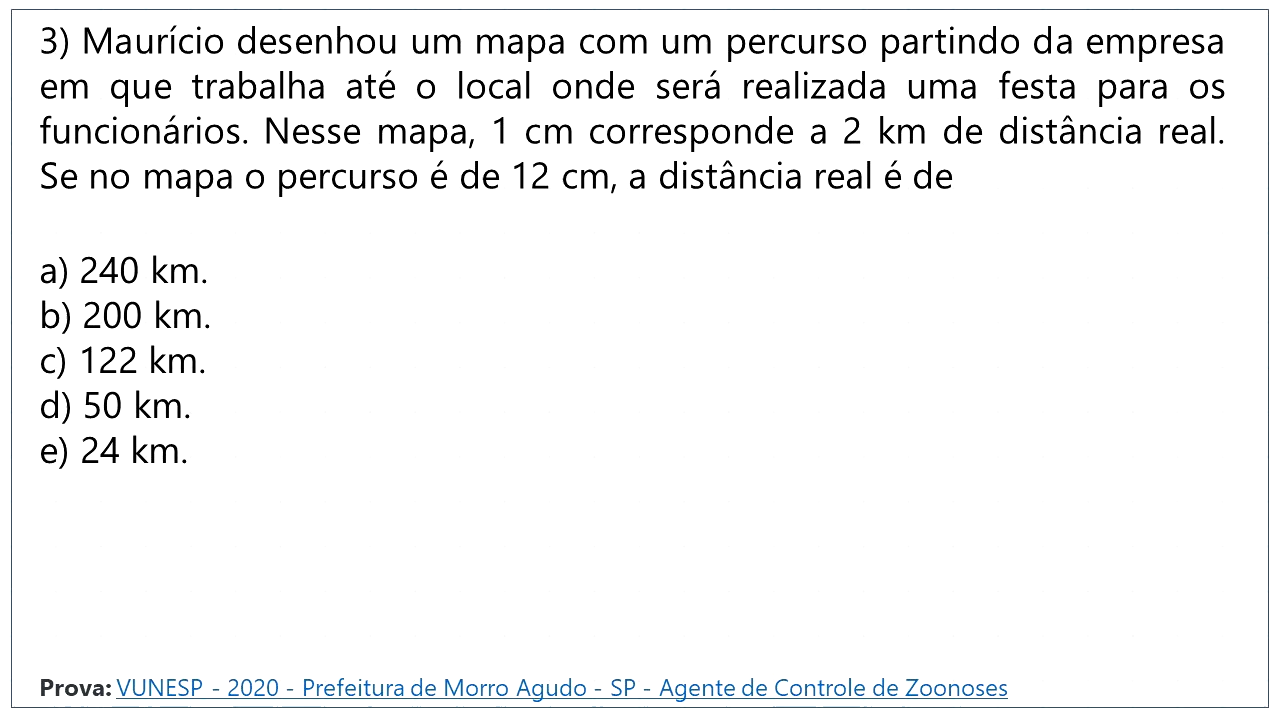 3) Maurício desenhou um mapa com um percurso partindo da empresa
em que trabalha até o local onde será realizada uma festa para os
funcionários. Nesse mapa, 1 cm corresponde a 2 km de distância real.
Se no mapa o percurso é de 12 cm, a distância real é de
a) 240 km.
b) 200 km.
c) 122 km.
d) 50 km.
e) 24 km.
Prova: VUNESP - 2020 - Prefeitura de Morro Agudo - SP - Agente de Controle de Zoonoses